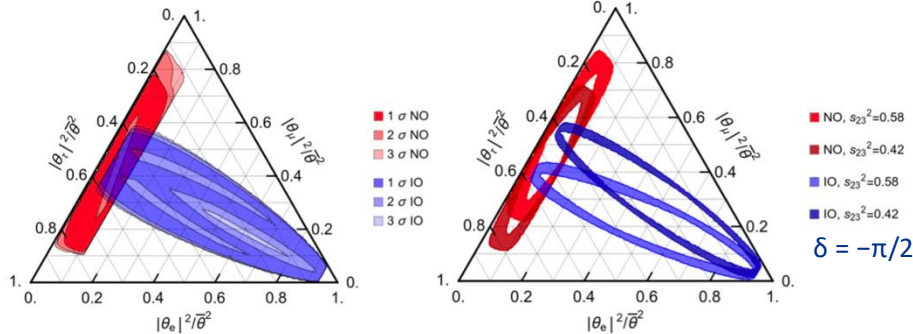 0. 1.
0.2 0.8
0.4 0.6
|θτ|²/θ̄² |θμ|²/θ̄²
0.6 0.4
0.8 0.2
1. 0.
0. 0.2 0.4 0.6 0.8 1.
|θe|²/θ̄²
1 σ NO
2 σ NO
3 σ NO
1 σ IO
2 σ IO
3 σ IO
0. 1.
0.2 0.8
0.4 0.6
|θτ|²/θ̄² |θμ|²/θ̄²
0.6 0.4
0.8 0.2
1. 0.
0. 0.2 0.4 0.6 0.8 1.
|θe|²/θ̄²
NO, s₂₃²=0.58
NO, s₂₃²=0.42
IO, s₂₃²=0.58
IO, s₂₃²=0.42
δ = −π/2